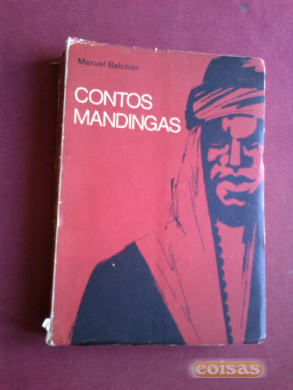 Manuel Belchior
CONTOS
MANDINGAS
coisas